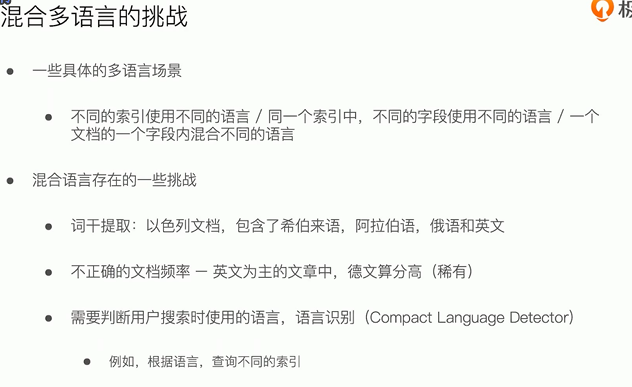 混合多语言的挑战
● 一些具体的多语言场景
● 不同的索引使用不同的语言 / 同一个索引中，不同的字段使用不同的语言 / 一个
文档的一个字段内混合不同的语言
● 混合语言存在的一些挑战
● 词干提取：以色列文档，包含了希伯来语，阿拉伯语，俄语和英文
● 不正确的文档频率 – 英文为主的文章中，德文算分高（稀有）
● 需要判断用户搜索时使用的语言，语言识别（Compact Language Detector）
● 例如，根据语言，查询不同的索引